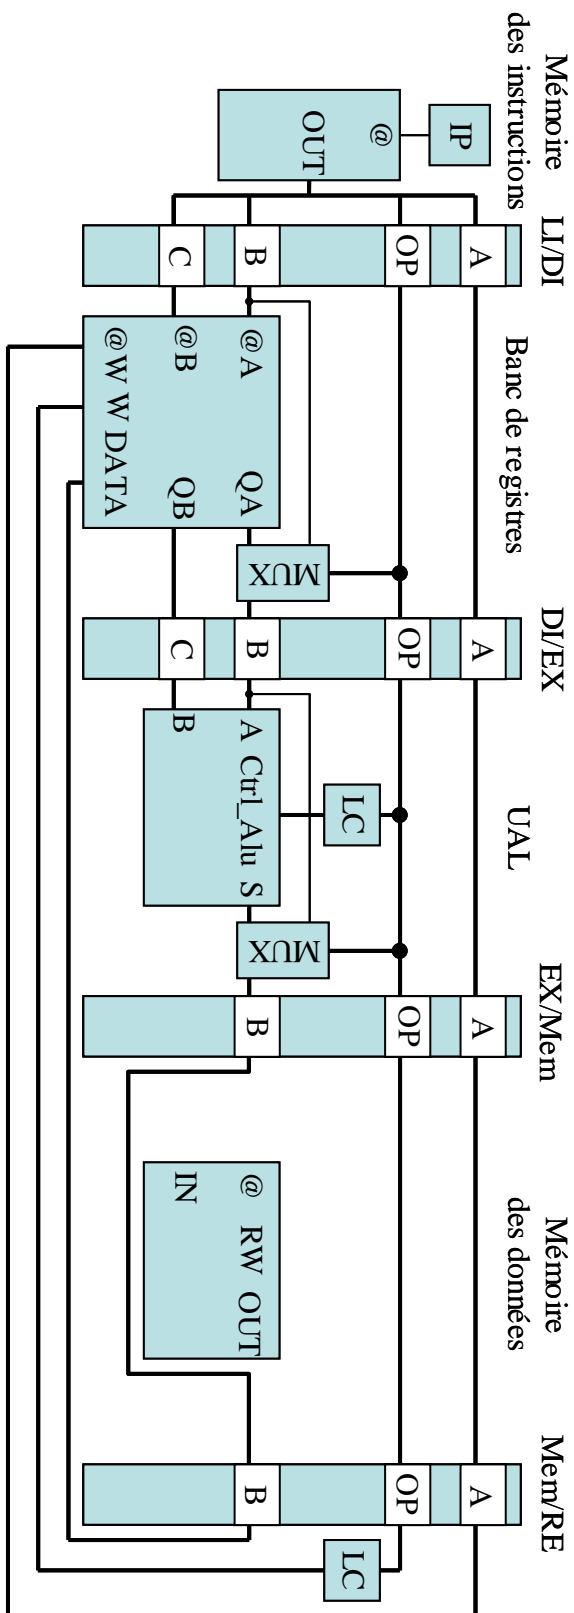 Mémoire
des instructions
IP
@
OUT
LI/DI
A
OP
B
C
Banc de registres
@A
@B
@W W DATA
QA
QB
MUX
DI/EX
A
OP
B
C
UAL
LC
A Ctrl_Alu S
B
MUX
EX/Mem
A
OP
B
Mémoire
des données
@ RW OUT
IN
Mem/RE
A
OP
B
LC